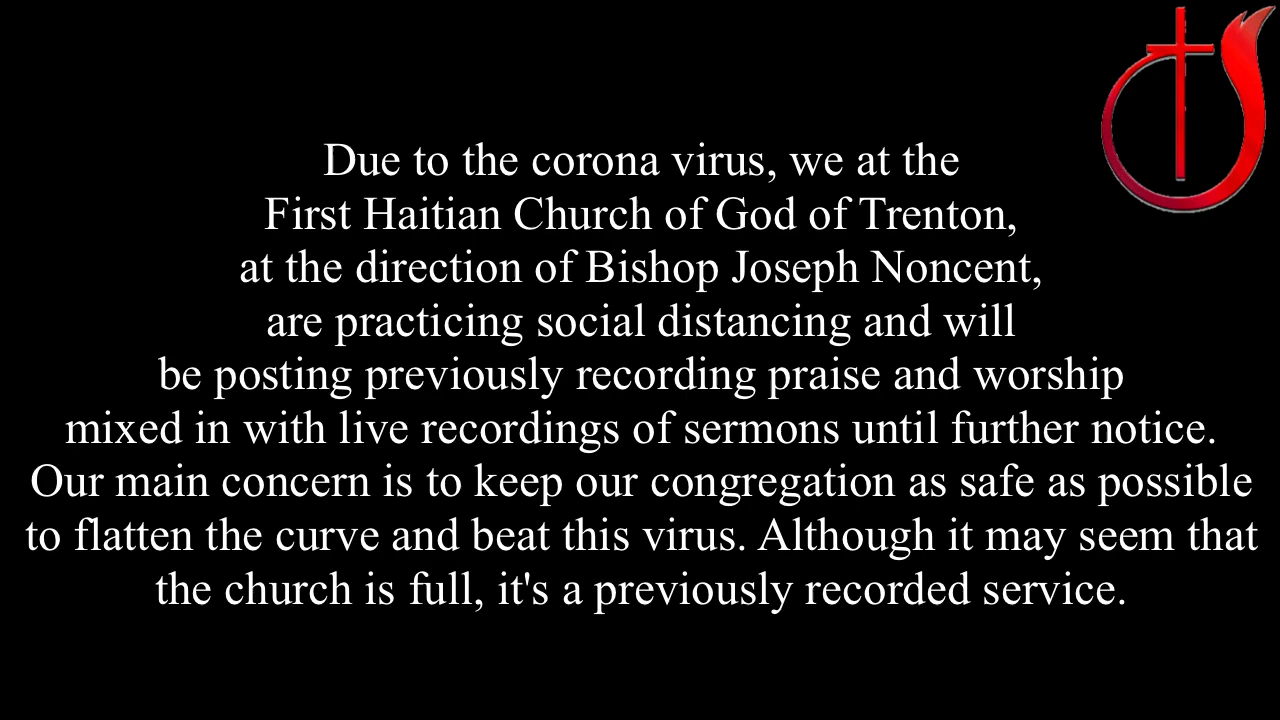 Due to the corona virus, we at the
First Haitian Church of God of Trenton,
at the direction of Bishop Joseph Noncent,
are practicing social distancing and will
be posting previously recording praise and worship
mixed in with live recordings of sermons until further notice.
Our main concern is to keep our congregation as safe as possible
to flatten the curve and beat this virus. Although it may seem that
the church is full, it's a previously recorded service.